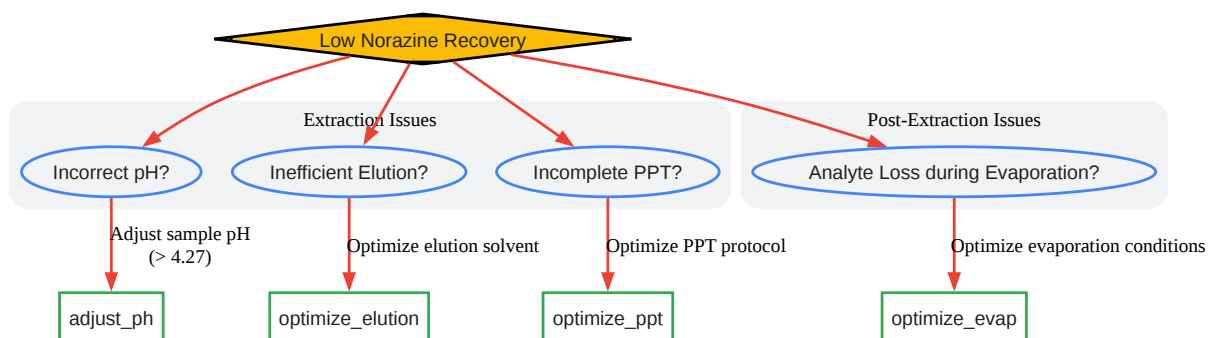 Low Norazine Recovery
Extraction Issues
Post-Extraction Issues
Incorrect pH?
Inefficient Elution?
Incomplete PPT?
Analyte Loss during Evaporation?
Adjust sample pH
(> 4.27)
Optimize elution solvent
Optimize PPT protocol
Optimize evaporation conditions
adjust_ph
optimize_elution
optimize_ppt
optimize_evap